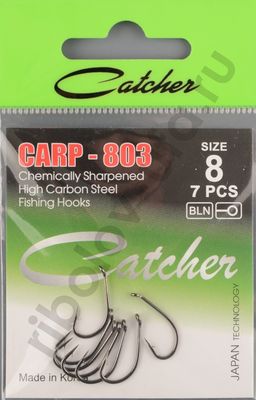 Catcher
CARP - 803
Chemically Sharpened
High Carbon Steel
Fishing Hooks
SIZE
8
7 PCS
BLN
Catcher
JAPAN TECHNOLOGY
Made in Korea